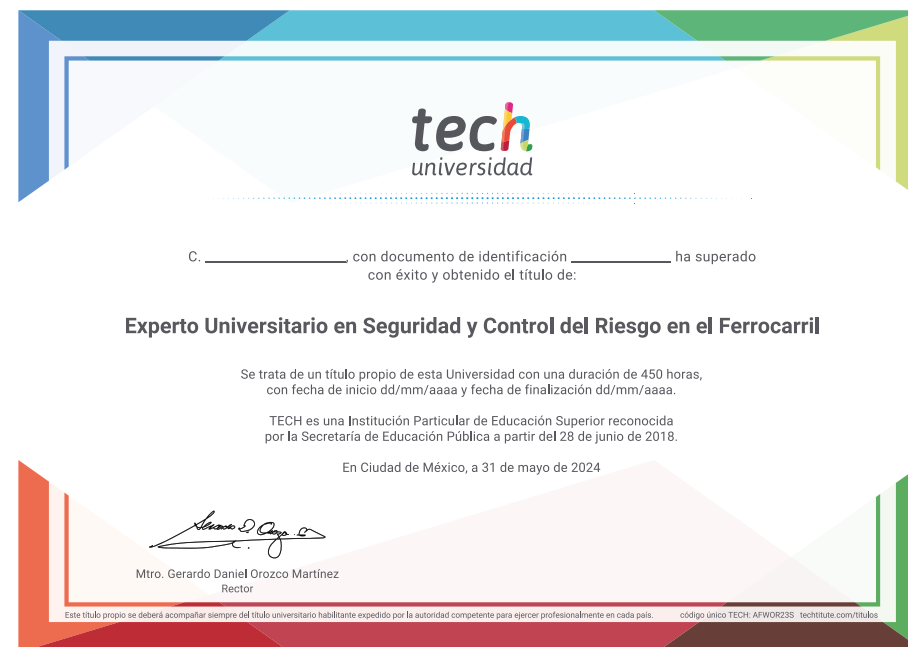 tech
universidad
C. ____________, con documento de identificación ____________ ha superado
con éxito y obtenido el título de:
Experto Universitario en Seguridad y Control del Riesgo en el Ferrocarril
Se trata de un título propio de esta Universidad con una duración de 450 horas,
con fecha de inicio dd/mm/aaaa y fecha de finalización dd/mm/aaaa.
TECH es una Institución Particular de Educación Superior reconocida
por la Secretaría de Educación Pública a partir del 28 de junio de 2018.
En Ciudad de México, a 31 de mayo de 2024
Mtro. Gerardo Daniel Orozco Martínez
Rector
Este título propio se deberá acompañar siempre del título universitario habilitante expedido por la autoridad competente para ejercer profesionalmente en cada país. código único TECH: AFWOR23S techtitute.com/titulos